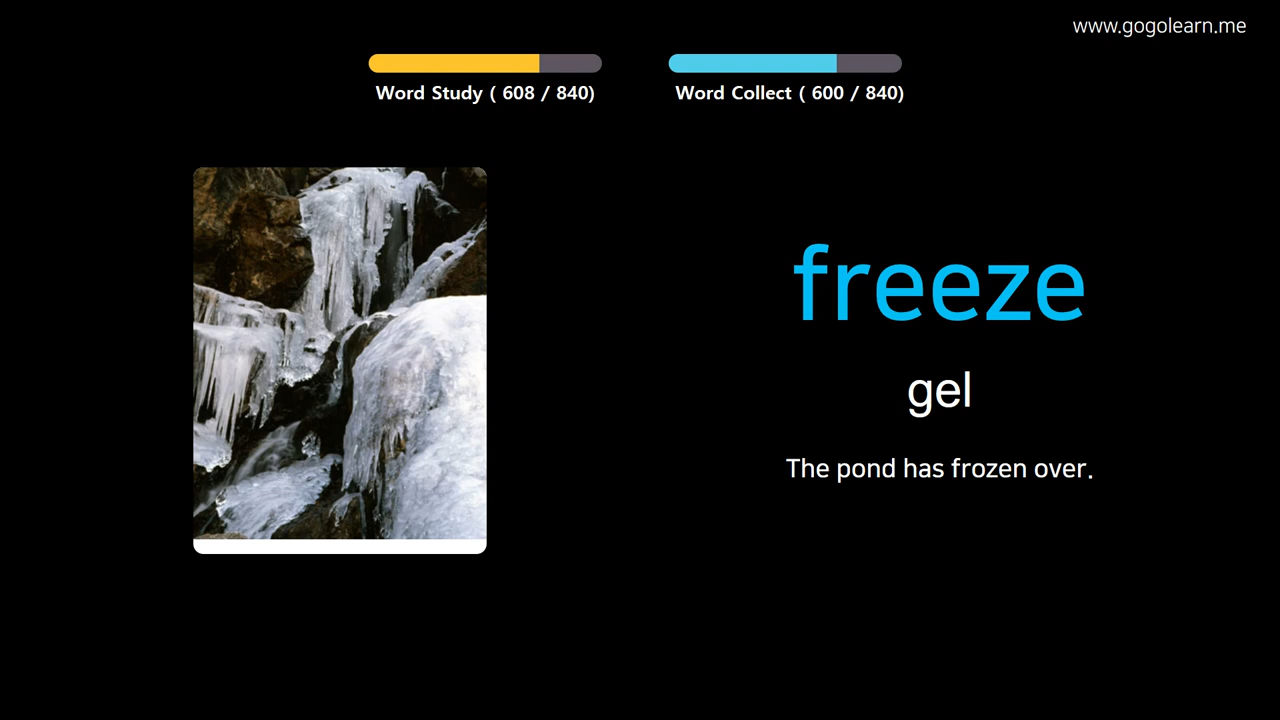 www.gogolearn.me
Word Study ( 608 / 840)
Word Collect ( 600 / 840)
freeze
gel
The pond has frozen over.